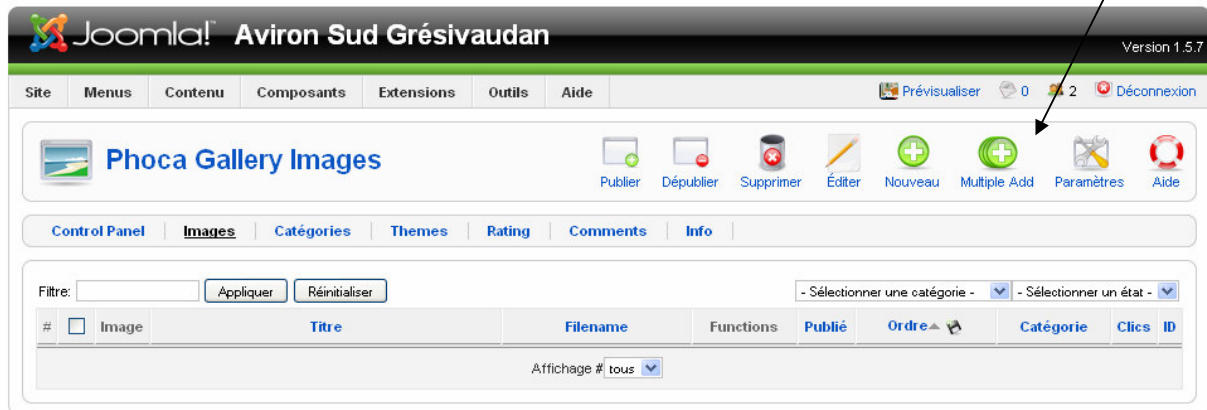 Joomla! Aviron Sud Grésivaudan
Version 1.5.7
Site Menus Contenu Composants Extensions Outils Aide Prévisualiser 0 2 Déconnexion
Phoca Gallery Images
Publier Dépublier Supprimer Éditer Nouveau Multiple Add Paramètres Aide
Control Panel Images Catégories Themes Rating Comments Info
Filtre: Appliquer Réinitialiser - Sélectionner une catégorie - - Sélectionner un état -
# Image Titre Filename Functions Publié Ordre Catégorie Clics ID
Affichage # tous